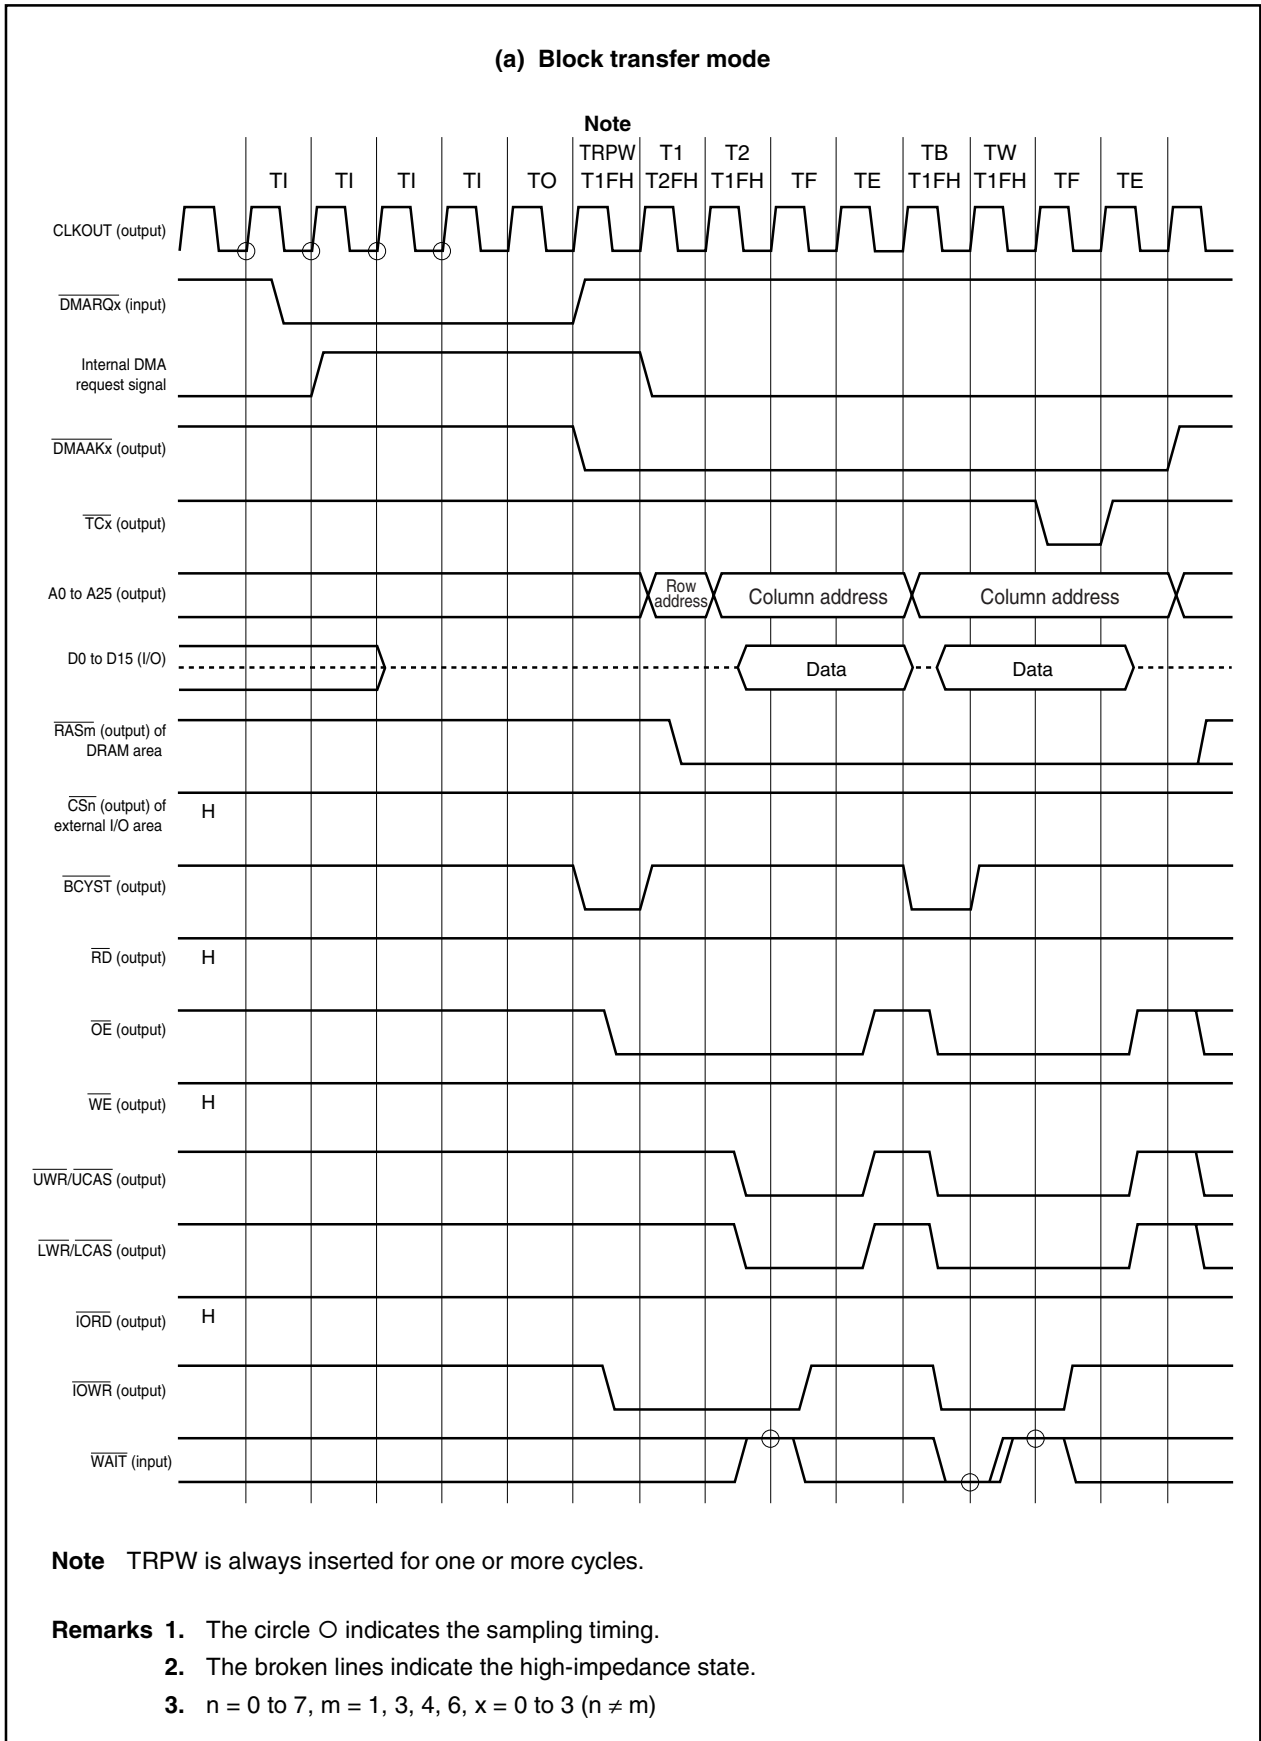 (a) Block transfer mode
Note
TRPW T1 T2 TB TW
TI TI TI TI TO T1FH T2FH T1FH TF TE T1FH T1FH TF TE
CLKOUT (output)
DMARQx (input)
Internal DMA
request signal
DMAAKx (output)
TCx (output)
A0 to A25 (output)
Row
address
Column address
Column address
D0 to D15 (I/O)
Data
Data
RASm (output) of
DRAM area
CSn (output) of
external I/O area
H
BCYST (output)
RD (output)
H
OE (output)
WE (output)
H
UWR/UCAS (output)
LWR/LCAS (output)
IORD (output)
H
IOWR (output)
WAIT (input)
Note TRPW is always inserted for one or more cycles.
Remarks 1. The circle ○ indicates the sampling timing.
2. The broken lines indicate the high-impedance state.
3. n = 0 to 7, m = 1, 3, 4, 6, x = 0 to 3 (n ≠ m)